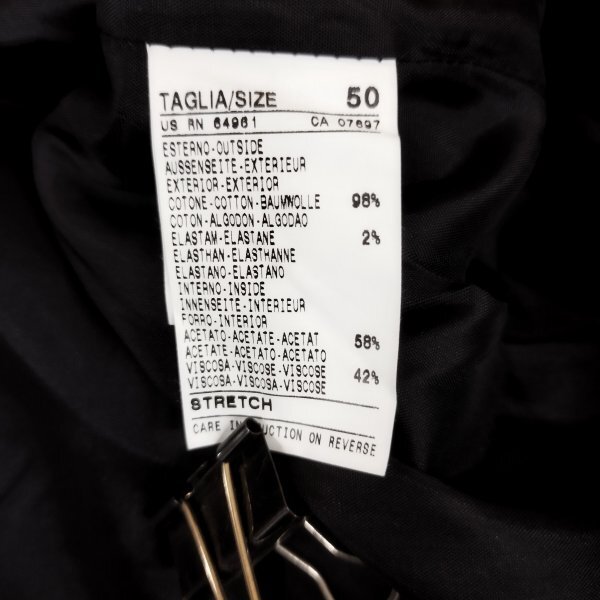 TAGLIA/SIZE 50
US RN 64961 CA 07697
ESTERNO-OUTSIDE
AUSSENSEITE-EXTERIEUR
EXTERIOR-EXTERIOR
COTONE-COTTON-BAUMWOLLE 98%
COTON-ALGODON-ALGODAO
ELASTAM-ELASTANE 2%
ELASTHAN-ELASTHANNE
ELASTANO-ELASTANO
INTERNO-INSIDE
INNENSEITE-INTERIEUR
FORRO-INTERIOR
ACETATO-ACETATE-ACETAT 58%
ACETATE-ACETATO-ACETATO
VISCOSA-VISCOSE-VISCOSE 42%
VISCOSA-VISCOSA-VISCOSE
STRETCH
CARE IN UCTION ON REVERSE